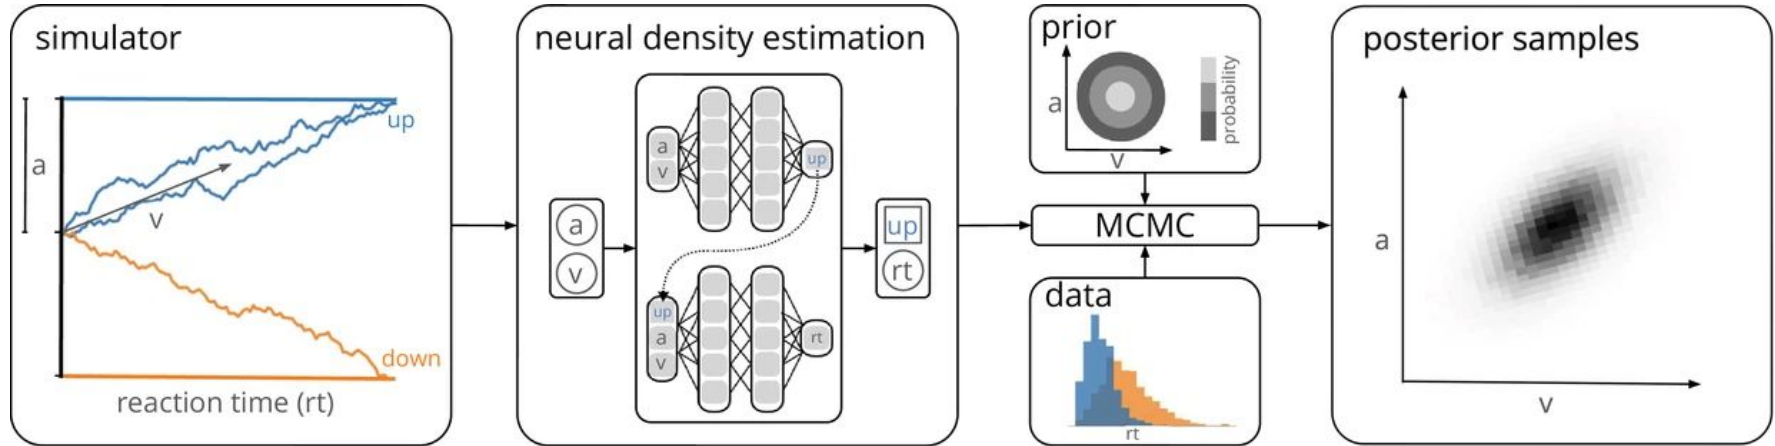 simulator
a
up
v
down
reaction time (rt)
neural density estimation
a
v
a
v
up
up
a
v
rt
up
rt
prior
a
v
probability
MCMC
data
rt
posterior samples
a
v